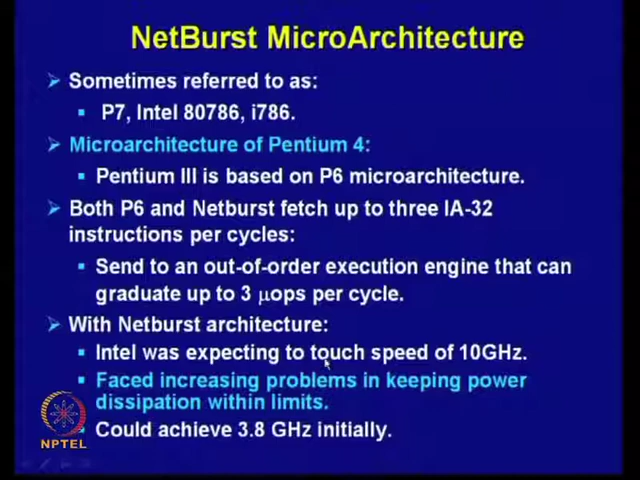 NetBurst MicroArchitecture
Sometimes referred to as:
P7, Intel 80786, i786.
Microarchitecture of Pentium 4:
Pentium III is based on P6 microarchitecture.
Both P6 and Netburst fetch up to three IA-32
instructions per cycles:
Send to an out-of-order execution engine that can
graduate up to 3 μops per cycle.
With Netburst architecture:
Intel was expecting to touch speed of 10GHz.
Faced increasing problems in keeping power
dissipation within limits.
Could achieve 3.8 GHz initially.
NPTEL